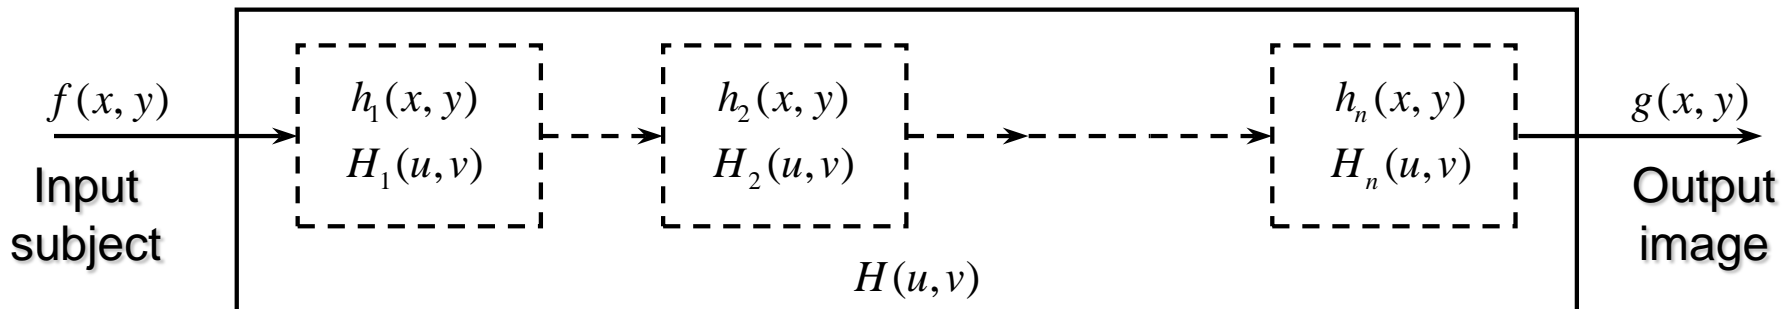 f(x, y)
Input
subject
h₁(x, y)
H₁(u, v)
h₂(x, y)
H₂(u, v)
hₙ(x, y)
Hₙ(u, v)
H(u, v)
g(x, y)
Output
image